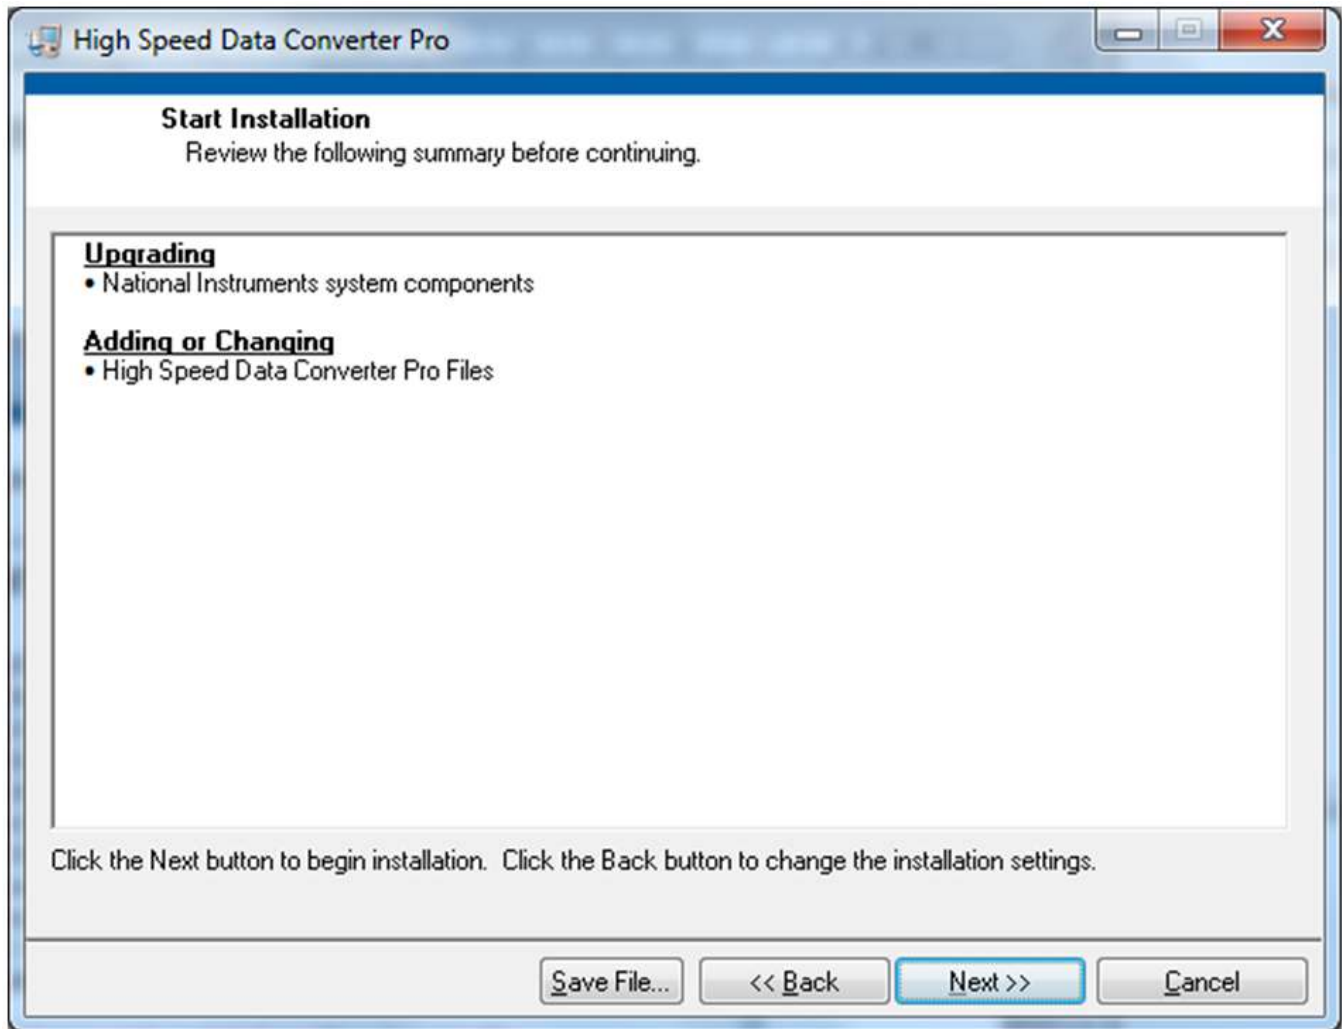 High Speed Data Converter Pro
Start Installation
Review the following summary before continuing.
Upgrading
• National Instruments system components
Adding or Changing
• High Speed Data Converter Pro Files
Click the Next button to begin installation.  Click the Back button to change the installation settings.
Save File...
<< Back
Next >>
Cancel